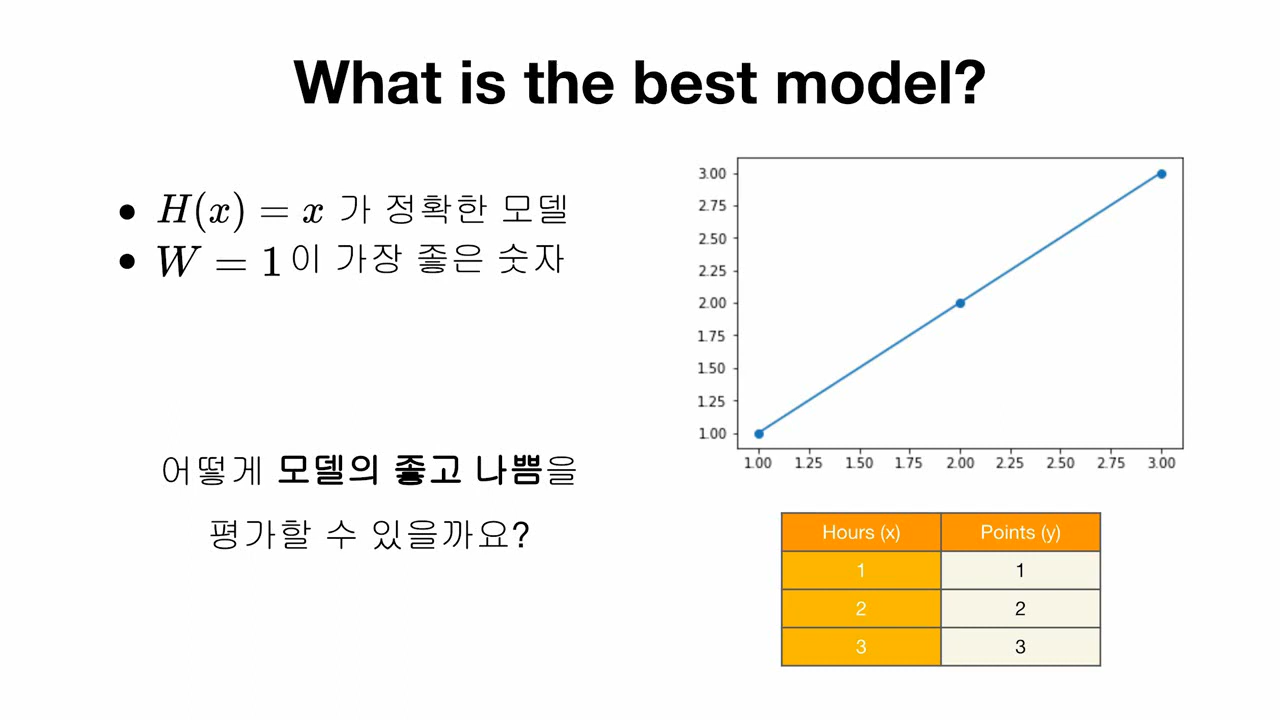 What is the best model?
• H(x) = x 가 정확한 모델
• W = 1이 가장 좋은 숫자
어떻게 모델의 좋고 나쁨을
평가할 수 있을까요?
3.00
2.75
2.50
2.25
2.00
1.75
1.50
1.25
1.00
1.00 1.25 1.50 1.75 2.00 2.25 2.50 2.75 3.00
Hours (x) Points (y)
1 1
2 2
3 3